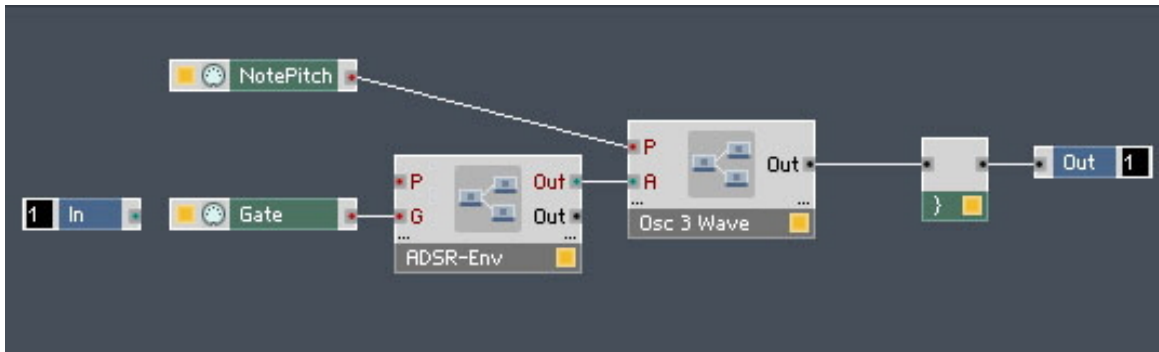 NotePitch
P
Out
Out 1
A
1 In
Gate
P
Out
G
Out
...
...
Osc 3 Wave
}
...
...
ADSR-Env